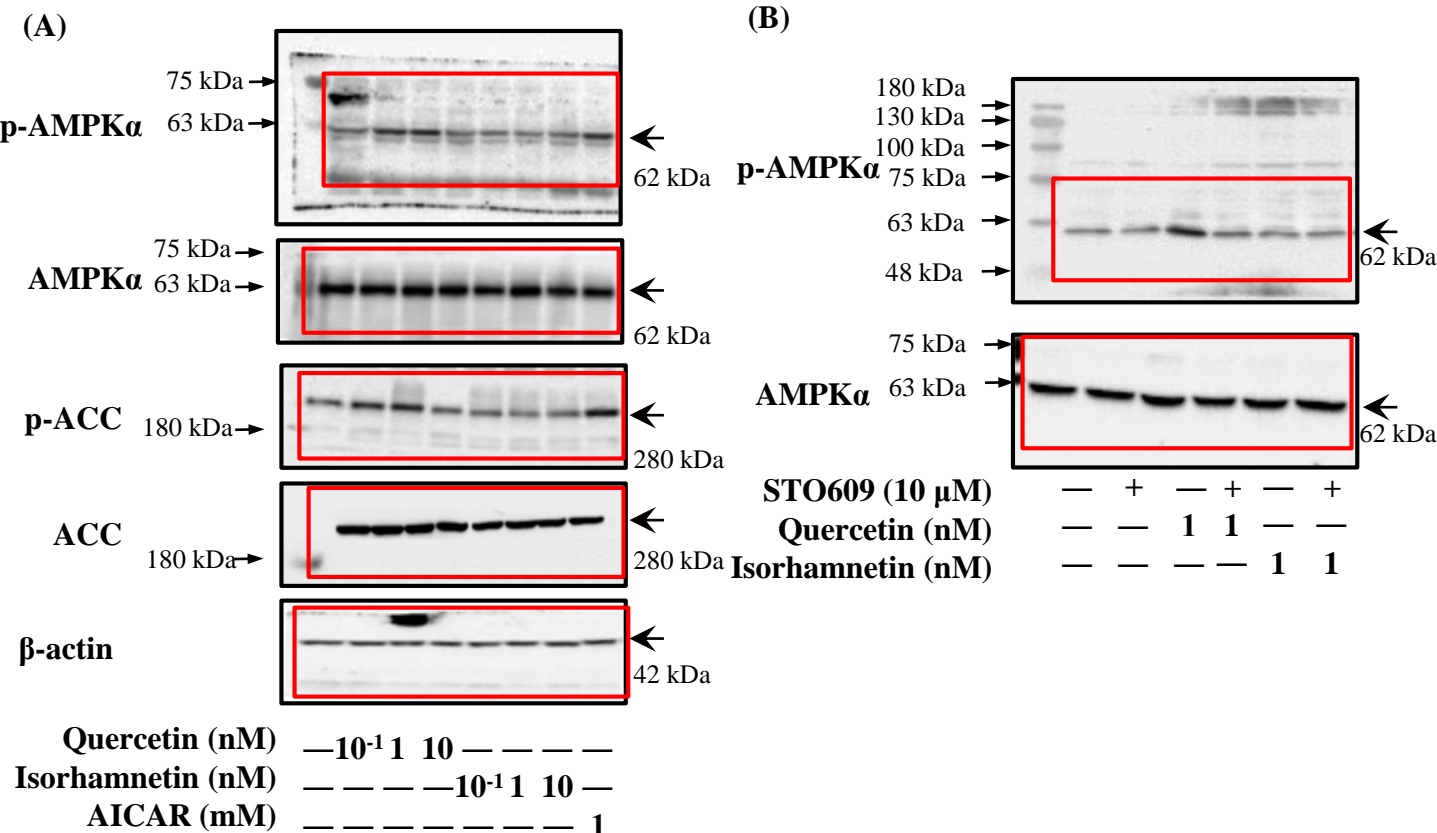 (A)
75 kDa
63 kDa
p-AMPKα
62 kDa
75 kDa
AMPKα 63 kDa
62 kDa
p-ACC 180 kDa
280 kDa
ACC
180 kDa
280 kDa
β-actin
42 kDa
Quercetin (nM) — 10⁻¹ 1 10 — — — —
Isorhamnetin (nM) — — — — 10⁻¹ 1 10 —
AICAR (mM) — — — — — — — 1
(B)
180 kDa
130 kDa
100 kDa
p-AMPKα 75 kDa
63 kDa
62 kDa
48 kDa
75 kDa
AMPKα 63 kDa
62 kDa
STO609 (10 μM) — + — + — +
Quercetin (nM) — — 1 1 — —
Isorhamnetin (nM) — — — — 1 1